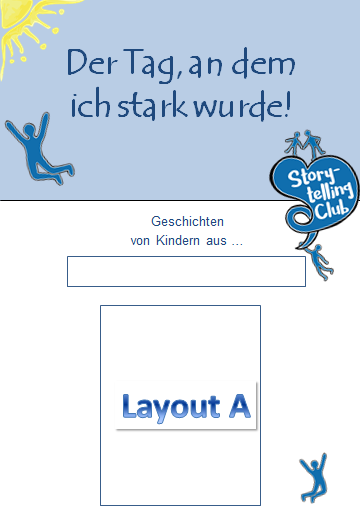 Der Tag, an dem
ich stark wurde!
Story-
telling
Club
Geschichten
von Kindern aus ...
Layout A